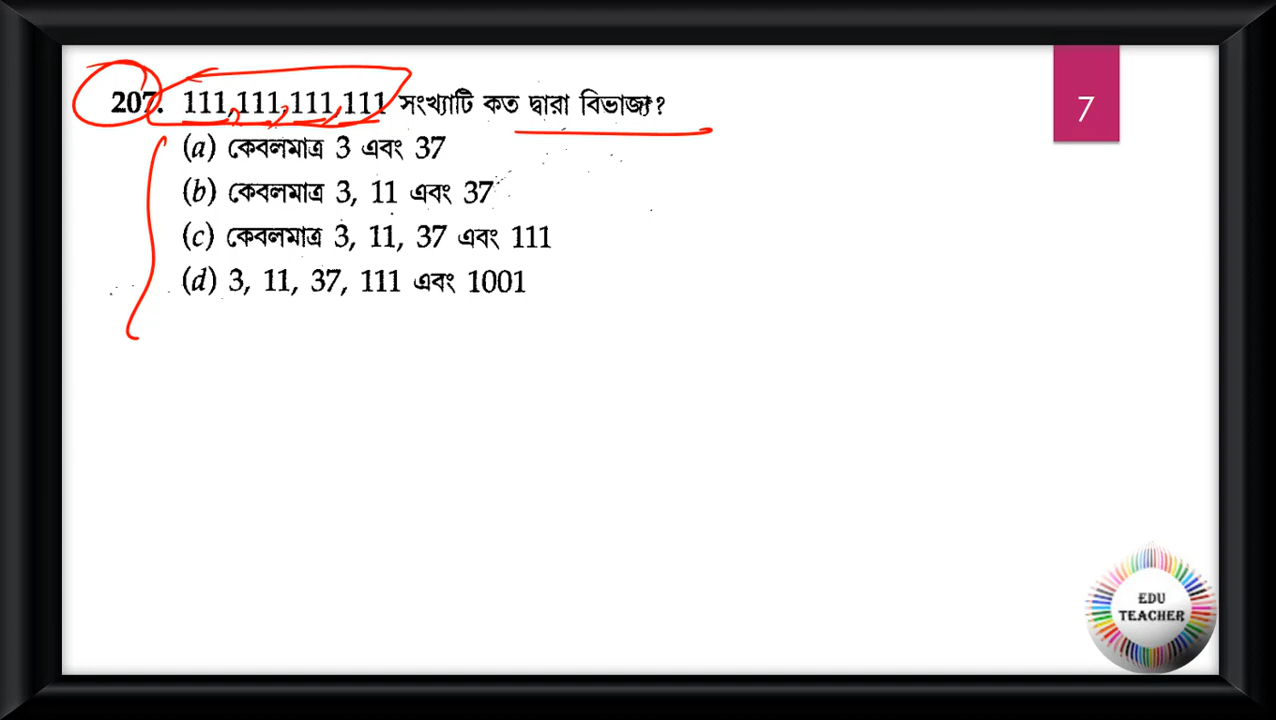 207. 111,111,111,111 সংখ্যাটি কত দ্বারা বিভাজ্য?
(a) কেবলমাত্র 3 এবং 37
(b) কেবলমাত্র 3, 11 এবং 37
(c) কেবলমাত্র 3, 11, 37 এবং 111
(d) 3, 11, 37, 111 এবং 1001
7
EDU
TEACHER